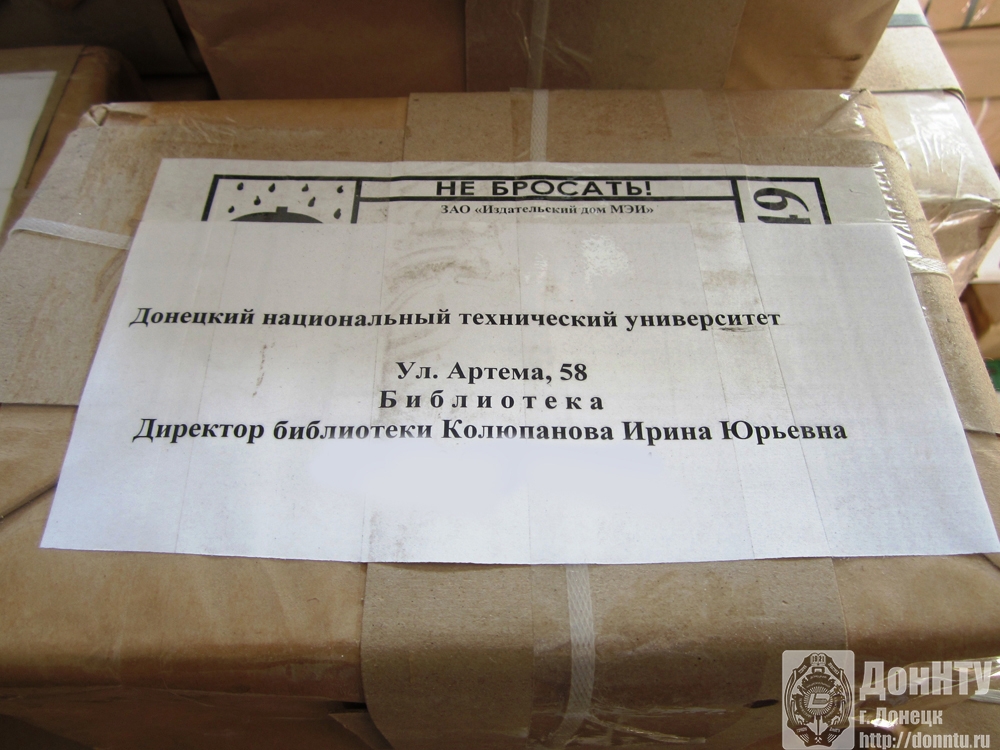 НЕ БРОСАТЬ!
ЗАО «Издательский дом МЭИ»
49
Донецкий национальный технический университет
Ул. Артема, 58
Библиотека
Директор библиотеки Колюпанова Ирина Юрьевна
ДонНТУ
г. Донецк
http://donntu.ru